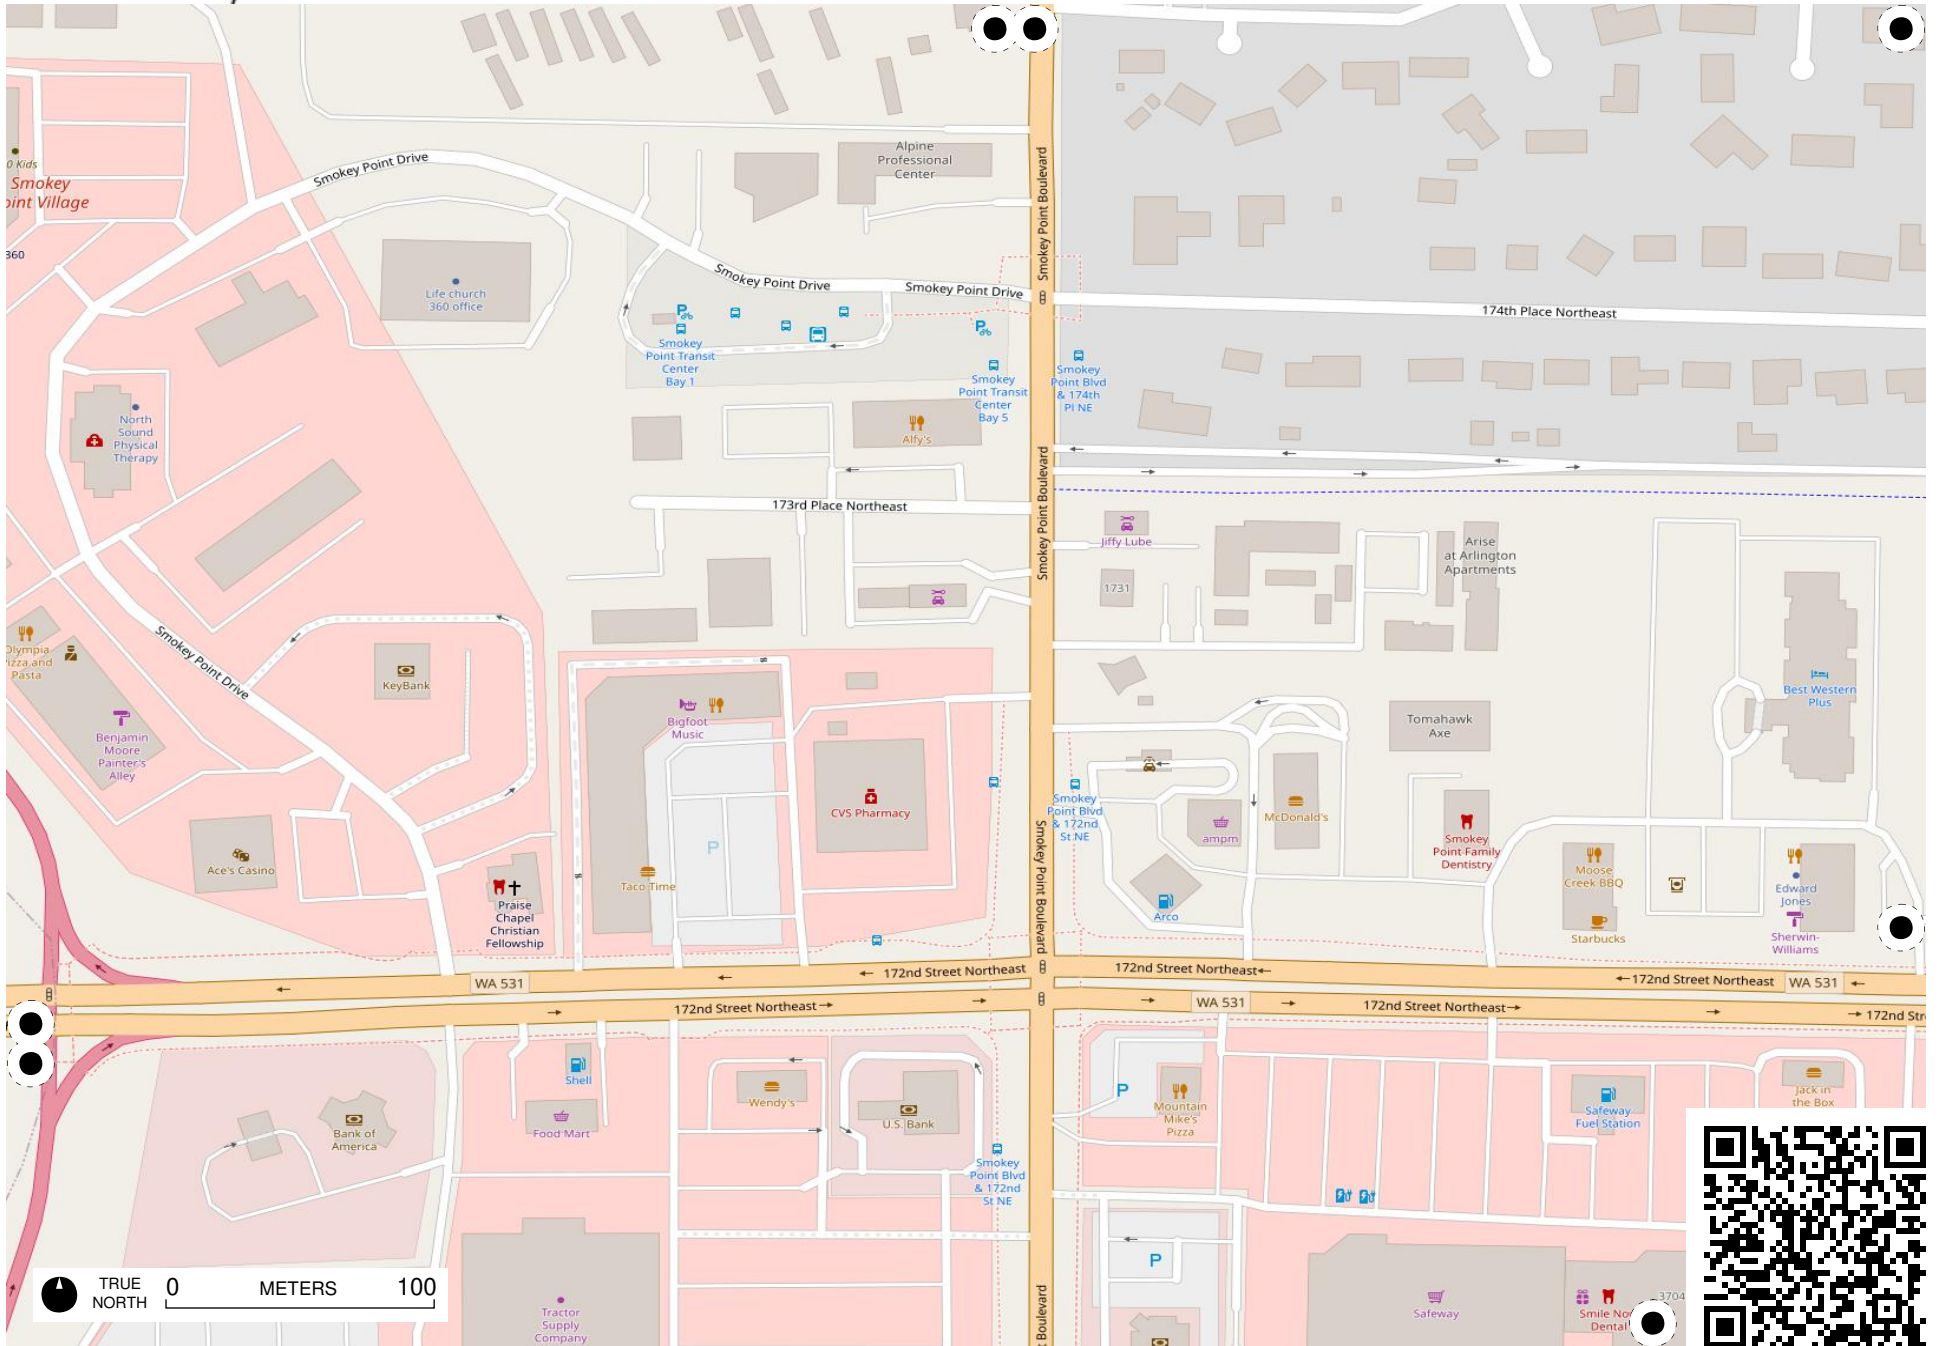 Alpine
Professional
Center
Smokey Point Drive
Smokey Point Boulevard
0 Kids
Smokey
oint Village
360
Life church
360 office
Smokey Point Drive
Smokey Point Drive
174th Place Northeast
Smokey
Point Transit
Center
Bay 1
Smokey
Point Transit
Center
Bay 5
Smokey
Point Blvd
& 174th
Pl NE
North
Sound
Physical
Therapy
Alfy's
Smokey Point Boulevard
173rd Place Northeast
Jiffy Lube
Arise
at Arlington
Apartments
1731
Olympia
izza and
Pasta
Smokey Point Drive
KeyBank
Best Western
Plus
Bigfoot
Music
Tomahawk
Axe
Benjamin
Moore
Painter's
Alley
CVS Pharmacy
Smokey
Point Blvd
& 172nd
St NE
McDonald's
ampm
Smokey
Point Family
Dentistry
P
Ace's Casino
Taco Time
Smokey Point Boulevard
Moose
Creek BBQ
Edward
Jones
Praise
Chapel
Christian
Fellowship
Arco
Starbucks
Sherwin-
Williams
WA 531
172nd Street Northeast
172nd Street Northeast
172nd Street Northeast
WA 531
172nd Street Northeast
WA 531
172nd Street Northeast
172nd Str
Shell
Wendy's
P
Mountain
Mike's
Pizza
Safeway
Fuel Station
Jack in
the Box
Bank of
America
Food Mart
U.S. Bank
Smokey
Point Blvd
& 172nd
St NE
P
TRUE
NORTH
0 METERS 100
Tractor
Supply
Company
t Boulevard
Safeway
Smile No
Dental
3704